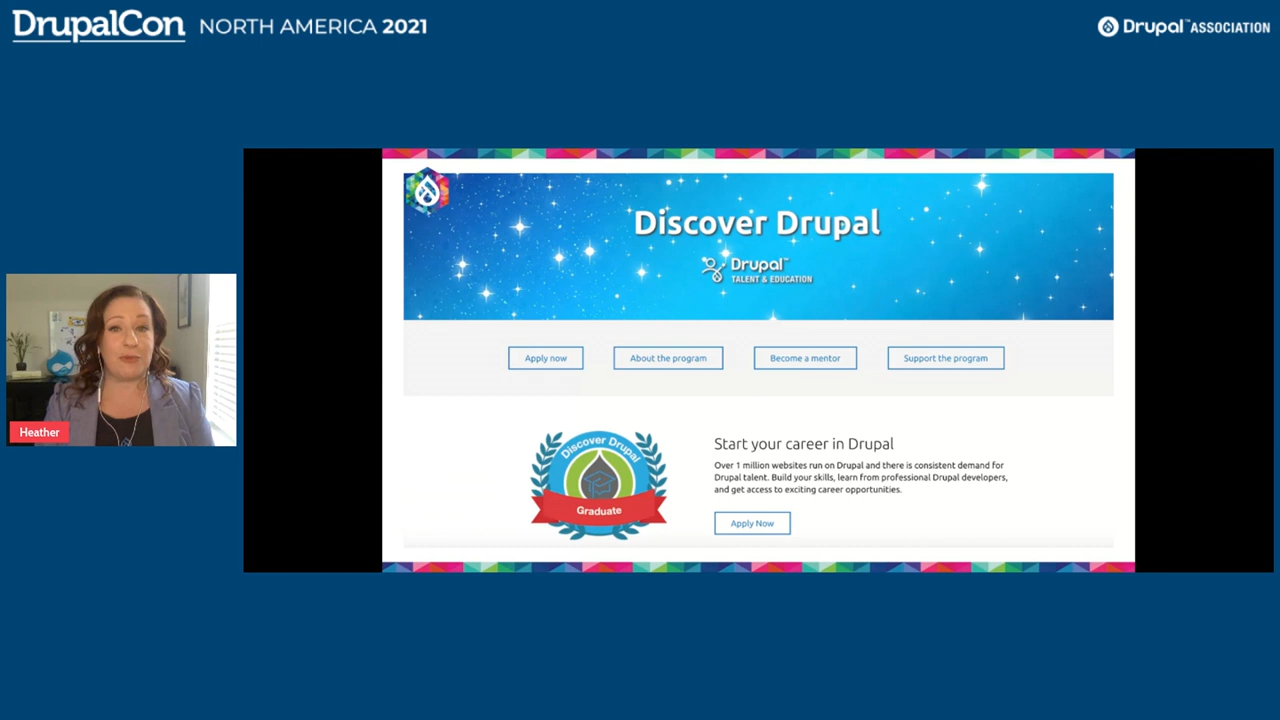 DrupalCon NORTH AMERICA 2021
Drupal™ ASSOCIATION
Discover Drupal
Drupal™
TALENT & EDUCATION
Apply now
About the program
Become a mentor
Support the program
Discover Drupal
Graduate
Start your career in Drupal
Over 1 million websites run on Drupal and there is consistent demand for
Drupal talent. Build your skills, learn from professional Drupal developers,
and get access to exciting career opportunities.
Apply Now
Heather